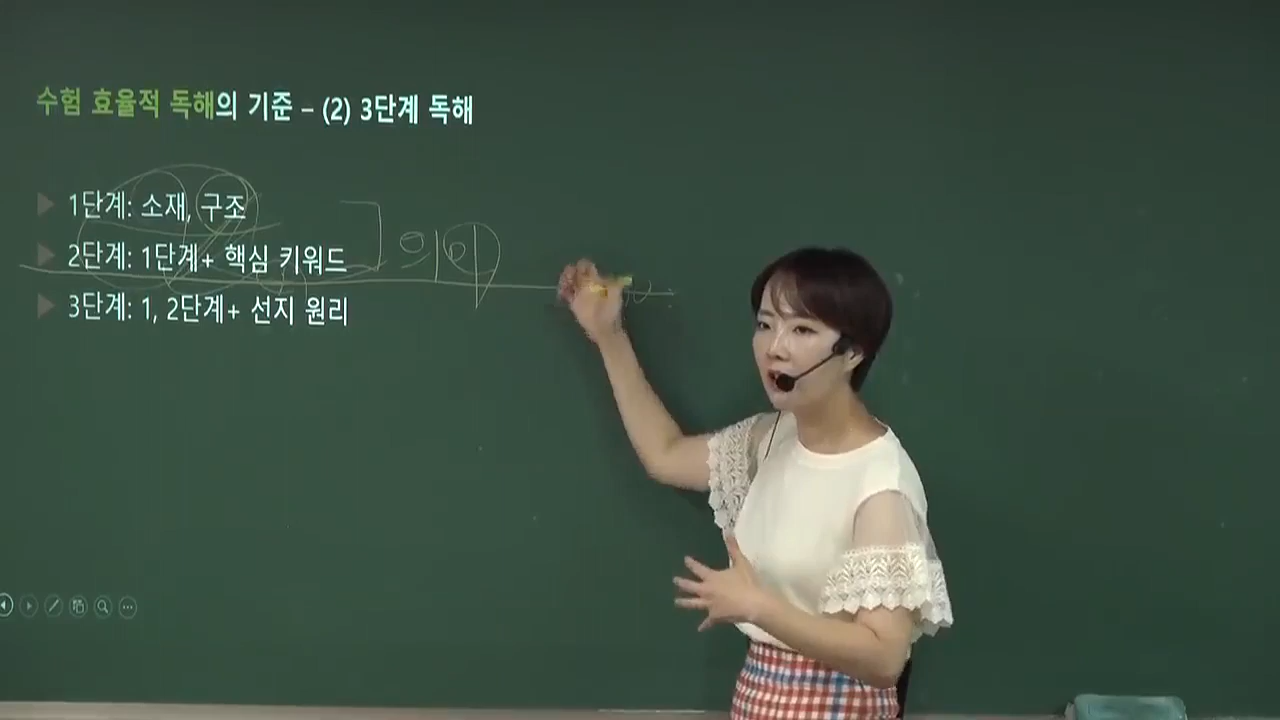 수험 효율적 독해의 기준 – (2) 3단계 독해
1단계: 소재, 구조
2단계: 1단계+ 핵심 키워드
의미
3단계: 1, 2단계+ 선지 원리